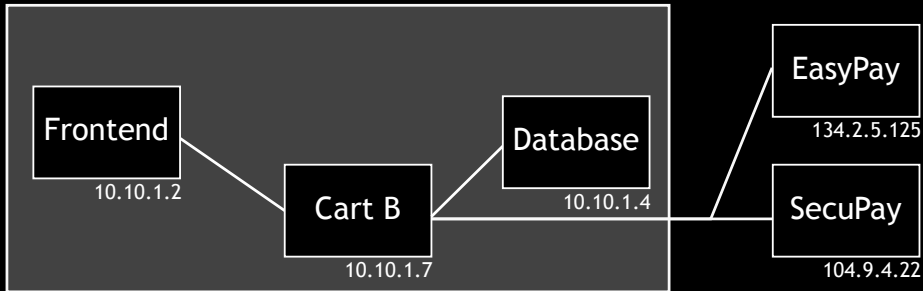 Frontend
10.10.1.2
Cart B
10.10.1.7
Database
10.10.1.4
EasyPay
134.2.5.125
SecuPay
104.9.4.22